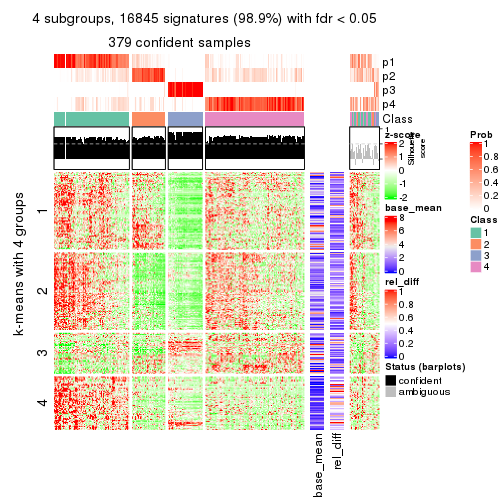 4 subgroups, 16845 signatures (98.9%) with fdr < 0.05
379 confident samples
p1
p2
p3
p4
Class
1
Silhouette
score
k-means with 4 groups
1
2
3
4
base_mean
rel_diff
z-score
2
1
0
-1
-2
base_mean
8
6
4
2
0
rel_diff
1
0.8
0.6
0.4
0.2
0
Status (barplots)
confident
ambiguous
Prob
1
0.8
0.6
0.4
0.2
0
Class
1
2
3
4